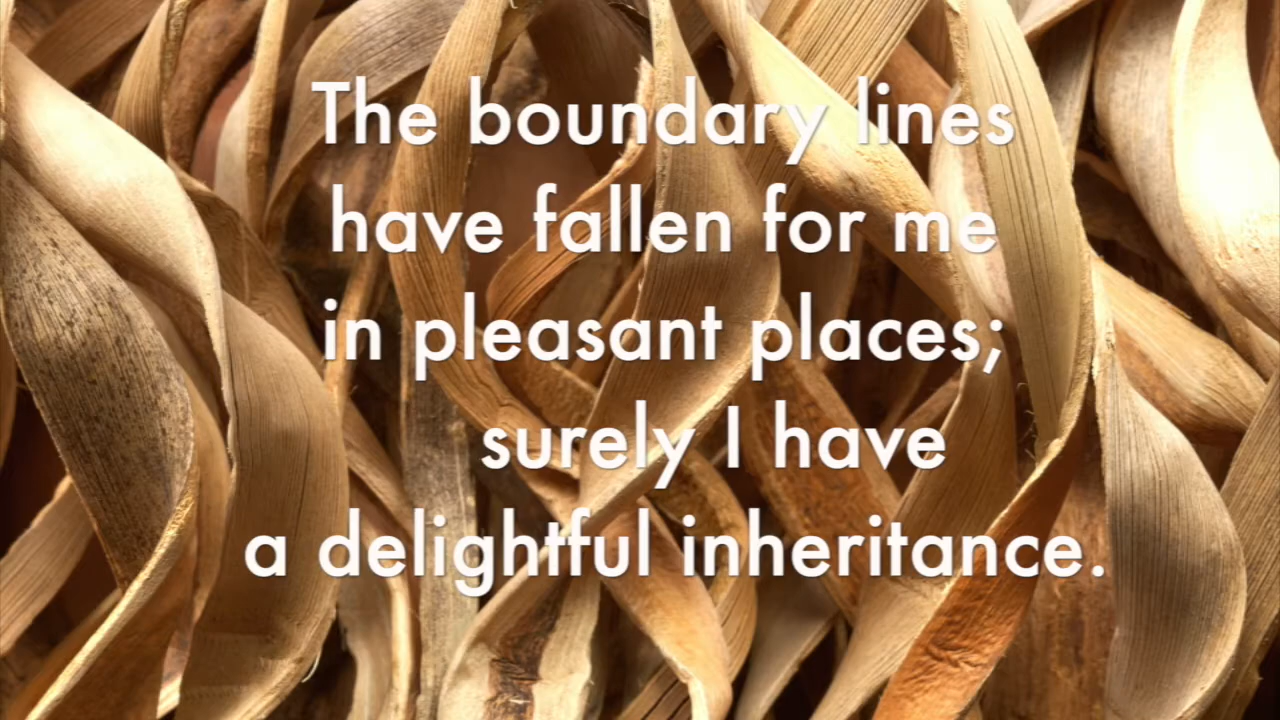 The boundary lines
have fallen for me
in pleasant places;
surely I have
a delightful inheritance.